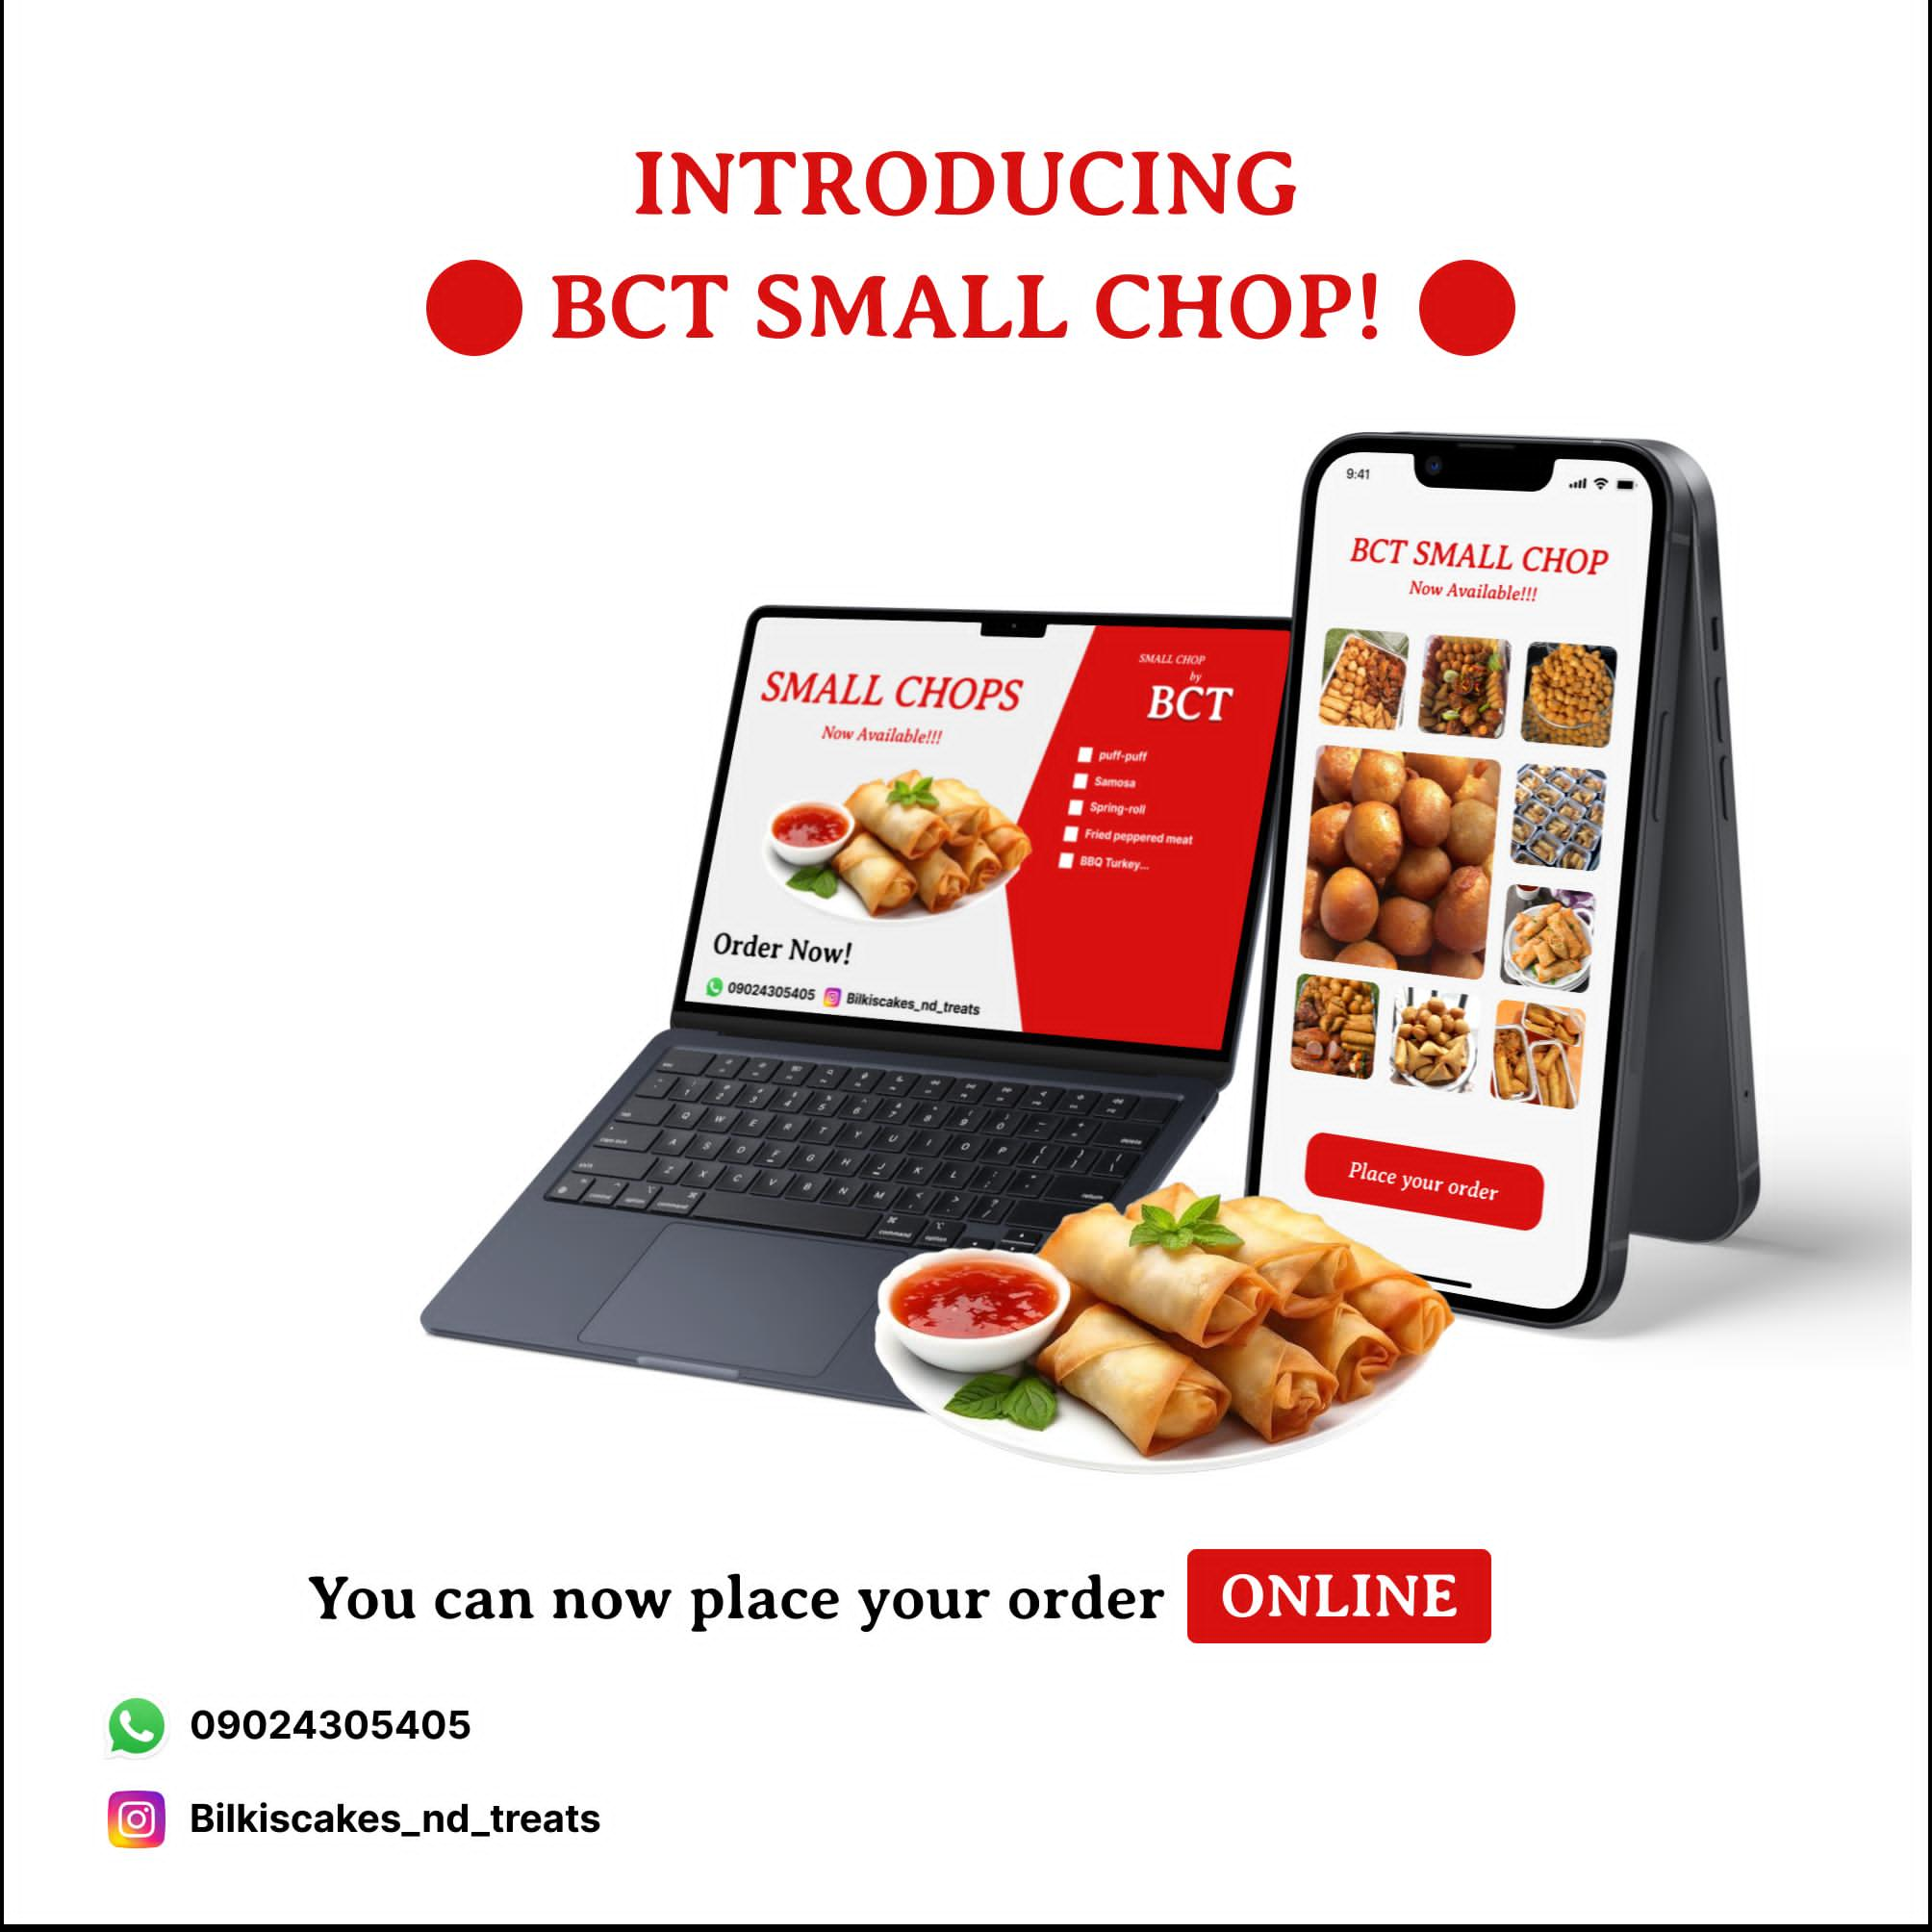 INTRODUCING
BCT SMALL CHOP!
9:41
BCT SMALL CHOP
Now Available!!!
Place your order
SMALL CHOPS
Now Available!!!
Order Now!
09024305405 Bilkiscakes_nd_treats
SMALL CHOP
by
BCT
puff-puff
Samosa
Spring-roll
Fried peppered meat
BBQ Turkey...
You can now place your order ONLINE
09024305405
Bilkiscakes_nd_treats